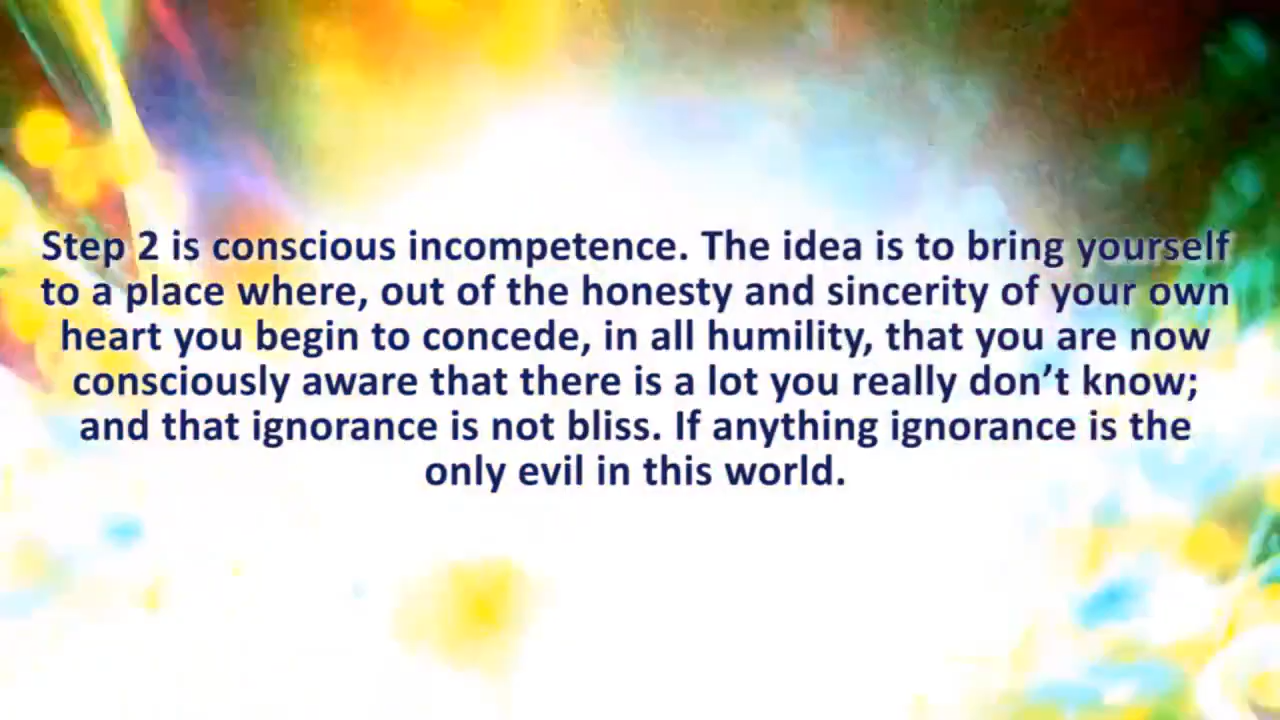 Step 2 is conscious incompetence. The idea is to bring yourself
to a place where, out of the honesty and sincerity of your own
heart you begin to concede, in all humility, that you are now
consciously aware that there is a lot you really don’t know;
and that ignorance is not bliss. If anything ignorance is the
only evil in this world.